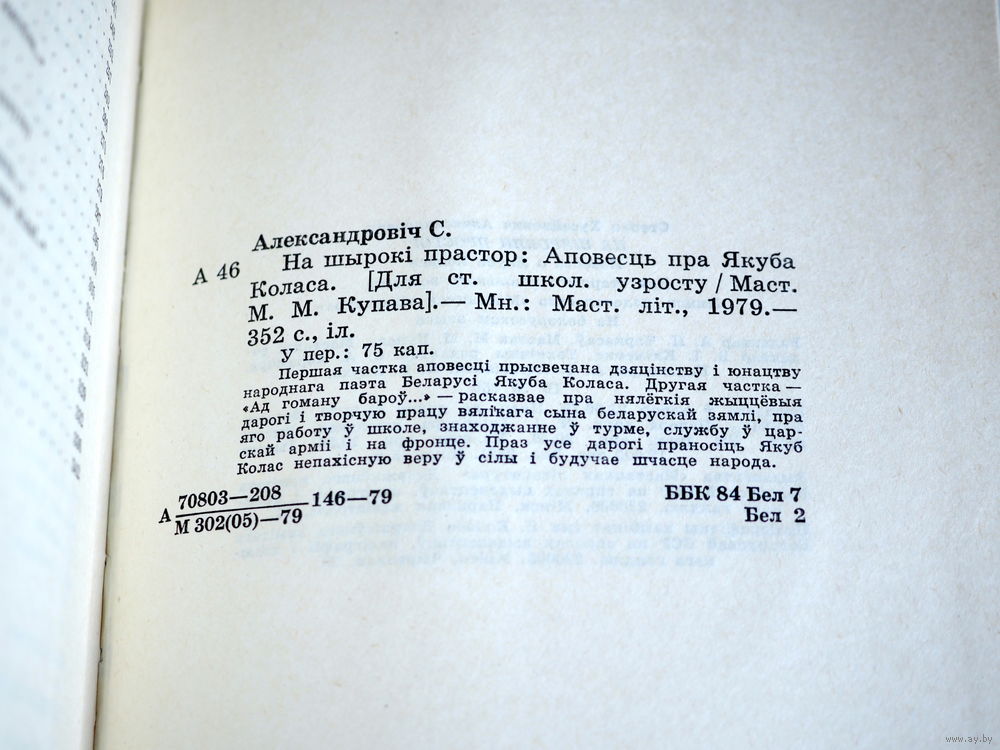 Александровіч С.
А 46
На шырокі прастор: Аповесць пра Якуба
Коласа. [Для ст. школ. узросту / Маст.
М. М. Купава].— Мн.: Маст. літ., 1979.—
352 с., іл.
У пер.: 75 кап.
Першая частка аповесці прысвечана дзяцінству і юнацтву
народнага паэта Беларусі Якуба Коласа. Другая частка —
«Ад гоману бароў...» — расказвае пра нялёгкія жыццёвыя
дарогі і творчую працу вялікага сына беларускай зямлі, пра
яго работу ў школе, знаходжанне ў турме, службу ў цар-
скай арміі і на фронце. Праз усе дарогі праносіць Якуб
Колас непахісную веру ў сілы і будучае шчасце народа.
А 70803—208
М 302(05)—79
146—79
ББК 84 Бел 7
Бел 2
www.ay.by